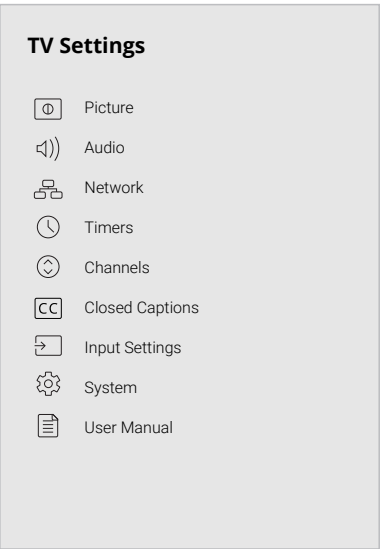 TV Settings
Picture
Audio
Network
Timers
Channels
CC Closed Captions
Input Settings
System
User Manual